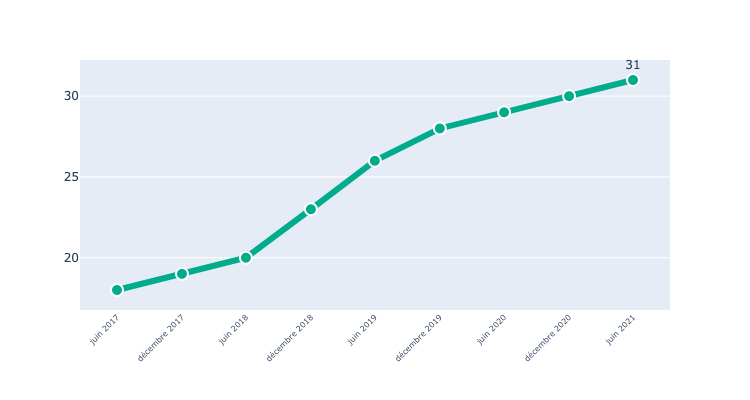 31
30
25
20
juin 2017
décembre 2017
juin 2018
décembre 2018
juin 2019
décembre 2019
juin 2020
décembre 2020
juin 2021